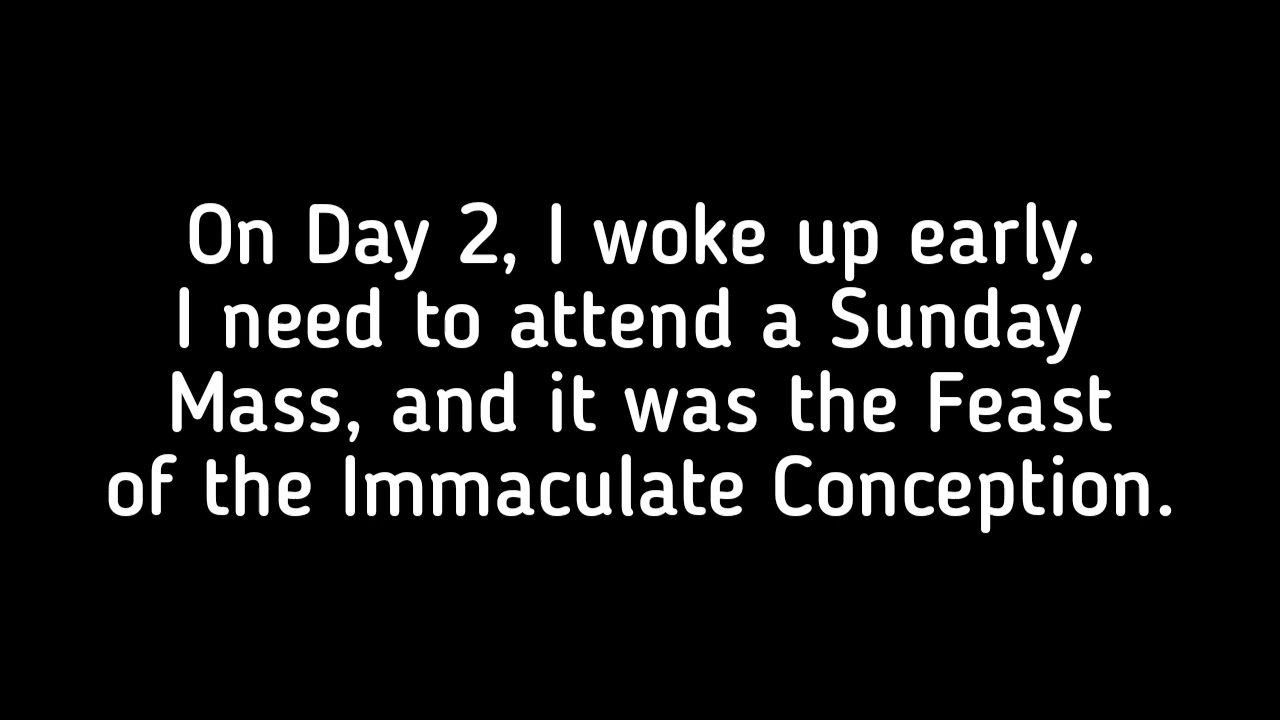 On Day 2, I woke up early.
I need to attend a Sunday
Mass, and it was the Feast
of the Immaculate Conception.